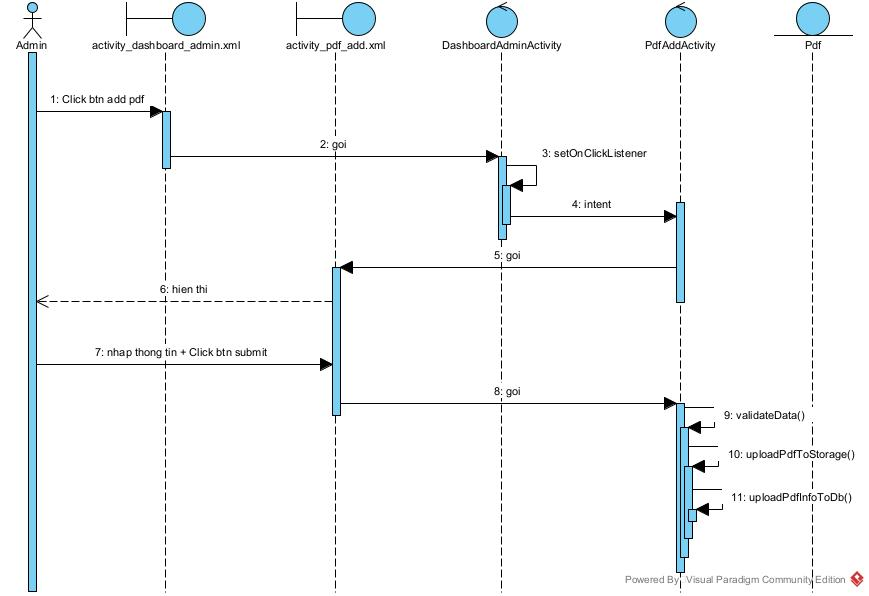 Admin
activity_dashboard_admin.xml
activity_pdf_add.xml
DashboardAdminActivity
PdfAddActivity
Pdf
1: Click btn add pdf
2: goi
3: setOnClickListener
4: intent
5: goi
6: hien thi
7: nhap thong tin + Click btn submit
8: goi
9: validateData()
10: uploadPdfToStorage()
11: uploadPdfInfoToDb()
Powered By Visual Paradigm Community Edition